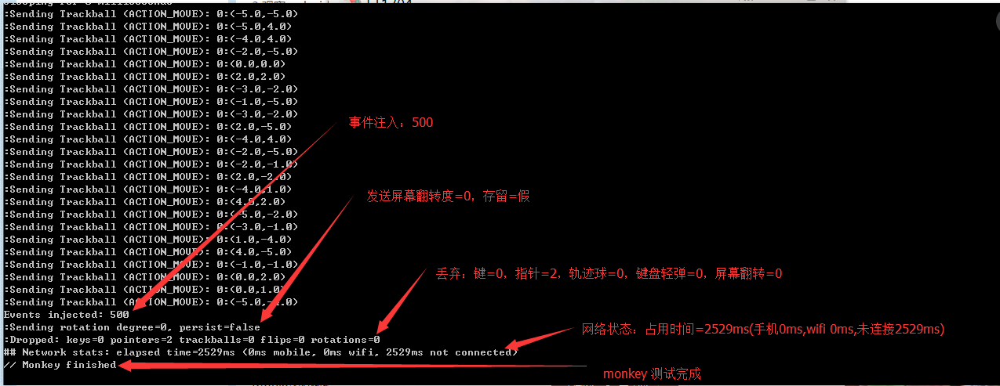 :Sending Trackball (ACTION_MOVE): 0:(-5.0,-5.0)
:Sending Trackball (ACTION_MOVE): 0:(-5.0,4.0)
:Sending Trackball (ACTION_MOVE): 0:(-4.0,4.0)
:Sending Trackball (ACTION_MOVE): 0:(-2.0,-5.0)
:Sending Trackball (ACTION_MOVE): 0:(0.0,0.0)
:Sending Trackball (ACTION_MOVE): 0:(2.0,2.0)
:Sending Trackball (ACTION_MOVE): 0:(-3.0,-2.0)
:Sending Trackball (ACTION_MOVE): 0:(-1.0,-5.0)
:Sending Trackball (ACTION_MOVE): 0:(-3.0,-2.0)
事件注入：500
:Sending Trackball (ACTION_MOVE): 0:(2.0,-5.0)
:Sending Trackball (ACTION_MOVE): 0:(-4.0,4.0)
:Sending Trackball (ACTION_MOVE): 0:(-2.0,-5.0)
:Sending Trackball (ACTION_MOVE): 0:(-2.0,-1.0)
:Sending Trackball (ACTION_MOVE): 0:(2.0,-2.0)
:Sending Trackball (ACTION_MOVE): 0:(-4.0,1.0)
发送屏幕翻转度=0，存留=假
:Sending Trackball (ACTION_MOVE): 0:(4.0,2.0)
:Sending Trackball (ACTION_MOVE): 0:(-5.0,-2.0)
:Sending Trackball (ACTION_MOVE): 0:(-3.0,-1.0)
:Sending Trackball (ACTION_MOVE): 0:(1.0,-4.0)
:Sending Trackball (ACTION_MOVE): 0:(4.0,-5.0)
:Sending Trackball (ACTION_MOVE): 0:(-1.0,-1.0)
丢弃：键=0，指针=2，轨迹球=0，键盘轻弹=0，屏幕翻转=0
:Sending Trackball (ACTION_MOVE): 0:(0.0,2.0)
:Sending Trackball (ACTION_MOVE): 0:(0.0,1.0)
:Sending Trackball (ACTION_MOVE):
Events injected: 500
:Sending rotation degree=0, persist=false
网络状态：占用时间=2529ms(手机0ms,wifi 0ms,未连接2529ms)
:Dropped: keys=0 pointers=2 trackballs=0 flips=0 rotations=0
## Network stats: elapsed time=2529ms (0ms mobile, 0ms wifi, 2529ms not connected)
// Monkey finished
monkey 测试完成